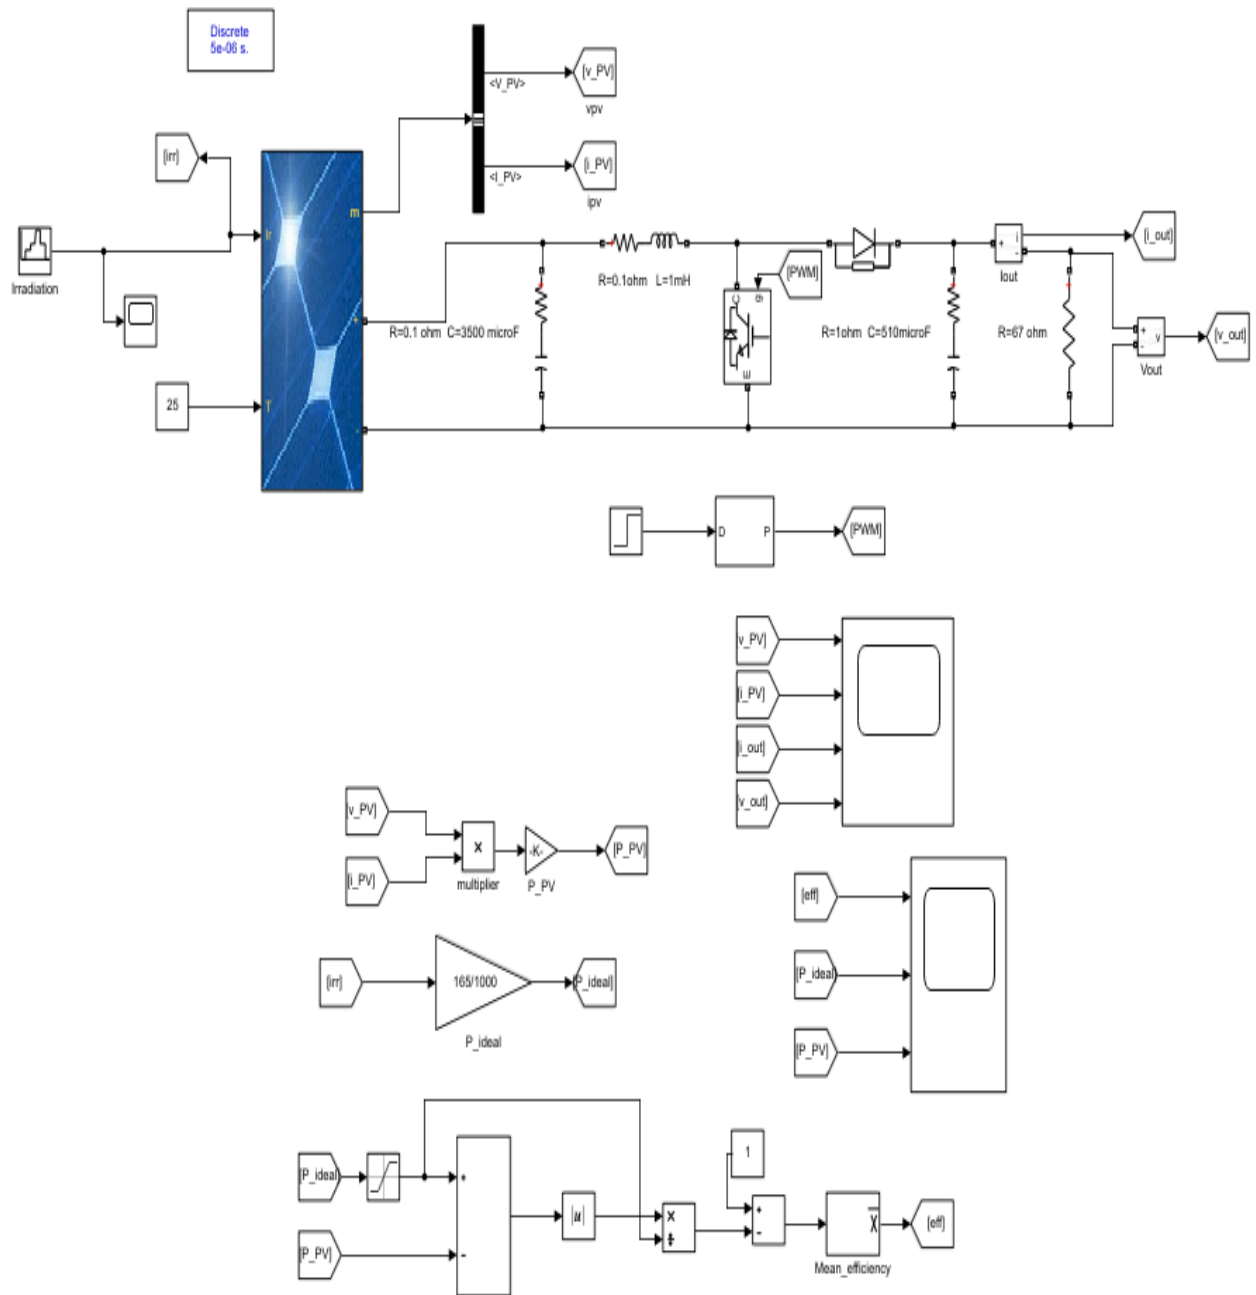 Discrete
5e-06 s.
<V_PV>
[v_PV]
vpv
[irr]
<I_PV>
[i_PV]
ipv
m
Ir
Irradiation
R=0.1ohm L=1mH
[PWM]
g
C
E
i
+
-
Iout
[i_out]
+
R=0.1 ohm C=3500 microF
R=1ohm C=510microF
R=67 ohm
+
-
v
Vout
[v_out]
25
T
-
D
P
[PWM]
[v_PV]
[i_PV]
[i_out]
[v_out]
[v_PV]
[i_PV]
×
multiplier
-K-
P_PV
[P_PV]
[irr]
165/1000
P_ideal
[P_ideal]
[eff]
[P_ideal]
[P_PV]
[P_ideal]
[P_PV]
+
-
|u|
×
÷
1
+
-
X
Mean_efficiency
[eff]